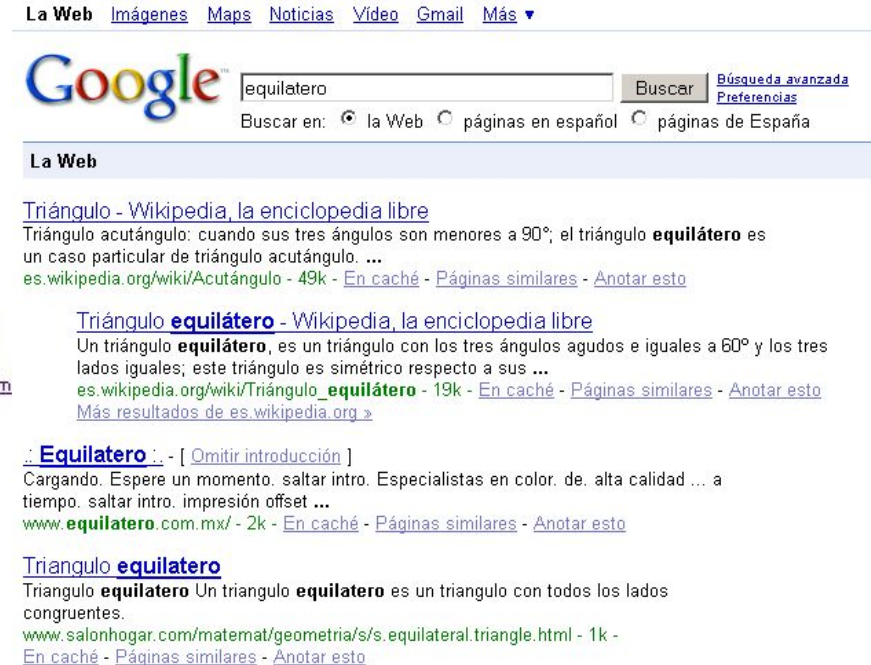 La Web Imágenes Maps Noticias Vídeo Gmail Más ▼
Google™ equilatero Buscar Búsqueda avanzada
Preferencias
Buscar en: la Web páginas en español páginas de España
La Web
Triángulo - Wikipedia, la enciclopedia libre
Triángulo acutángulo: cuando sus tres ángulos son menores a 90°; el triángulo equilátero es
un caso particular de triángulo acutángulo. ...
es.wikipedia.org/wiki/Acutángulo - 49k - En caché - Páginas similares - Anotar esto
Triángulo equilátero - Wikipedia, la enciclopedia libre
Un triángulo equilátero, es un triángulo con los tres ángulos agudos e iguales a 60º y los tres
lados iguales; este triángulo es simétrico respecto a sus ...
es.wikipedia.org/wiki/Triángulo_equilátero - 19k - En caché - Páginas similares - Anotar esto
Más resultados de es.wikipedia.org »
.: Equilatero :. - [ Omitir introducción ]
Cargando. Espere un momento. saltar intro. Especialistas en color. de. alta calidad ... a
tiempo. saltar intro. impresión offset ...
www.equilatero.com.mx/ - 2k - En caché - Páginas similares - Anotar esto
Triangulo equilatero
Triangulo equilatero Un triangulo equilatero es un triangulo con todos los lados
congruentes.
www.salonhogar.com/matemat/geometria/s/s.equilateral.triangle.html - 1k -
En caché - Páginas similares - Anotar esto